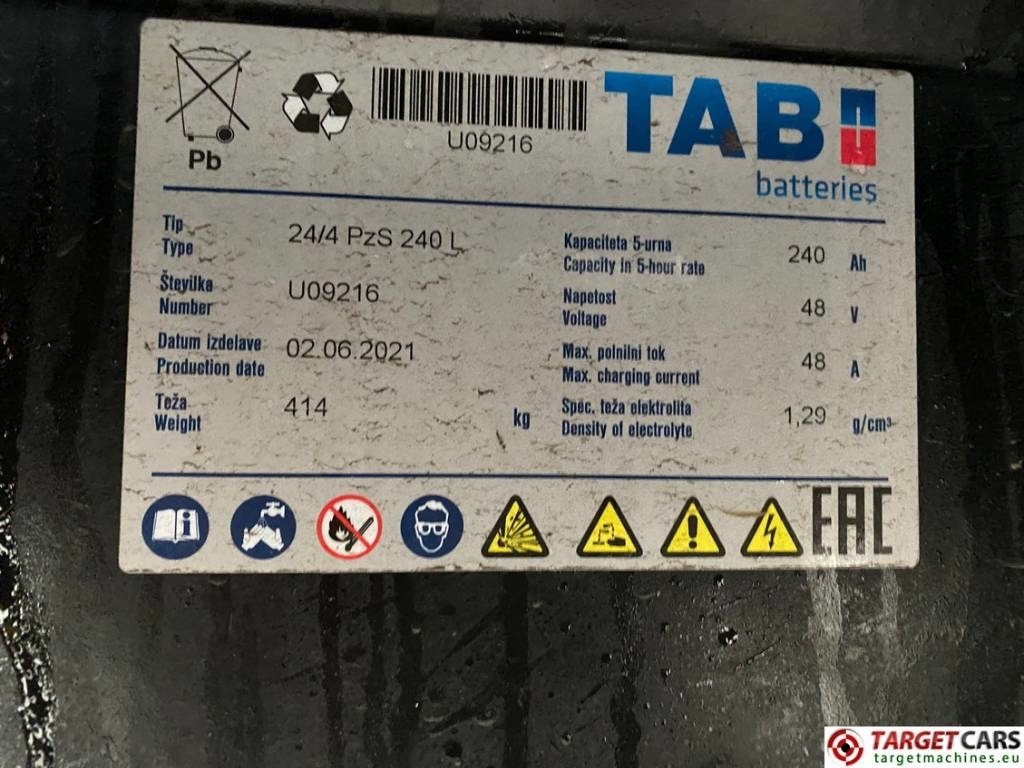 Pb
U09216
TAB
batteries
Tip
Type
24/4 PzS 240 L
Številka
Number
U09216
Datum izdelave
Production date
02.06.2021
Teža
Weight
414
kg
Kapaciteta 5-urna
Capacity in 5-hour rate
240 Ah
Napetost
Voltage
48 V
Max. polnilni tok
Max. charging current
48 A
Spec. teža elektrolita
Density of electrolyte
1,29 g/cm³
EAC
TARGETCARS
targetmachines.eu